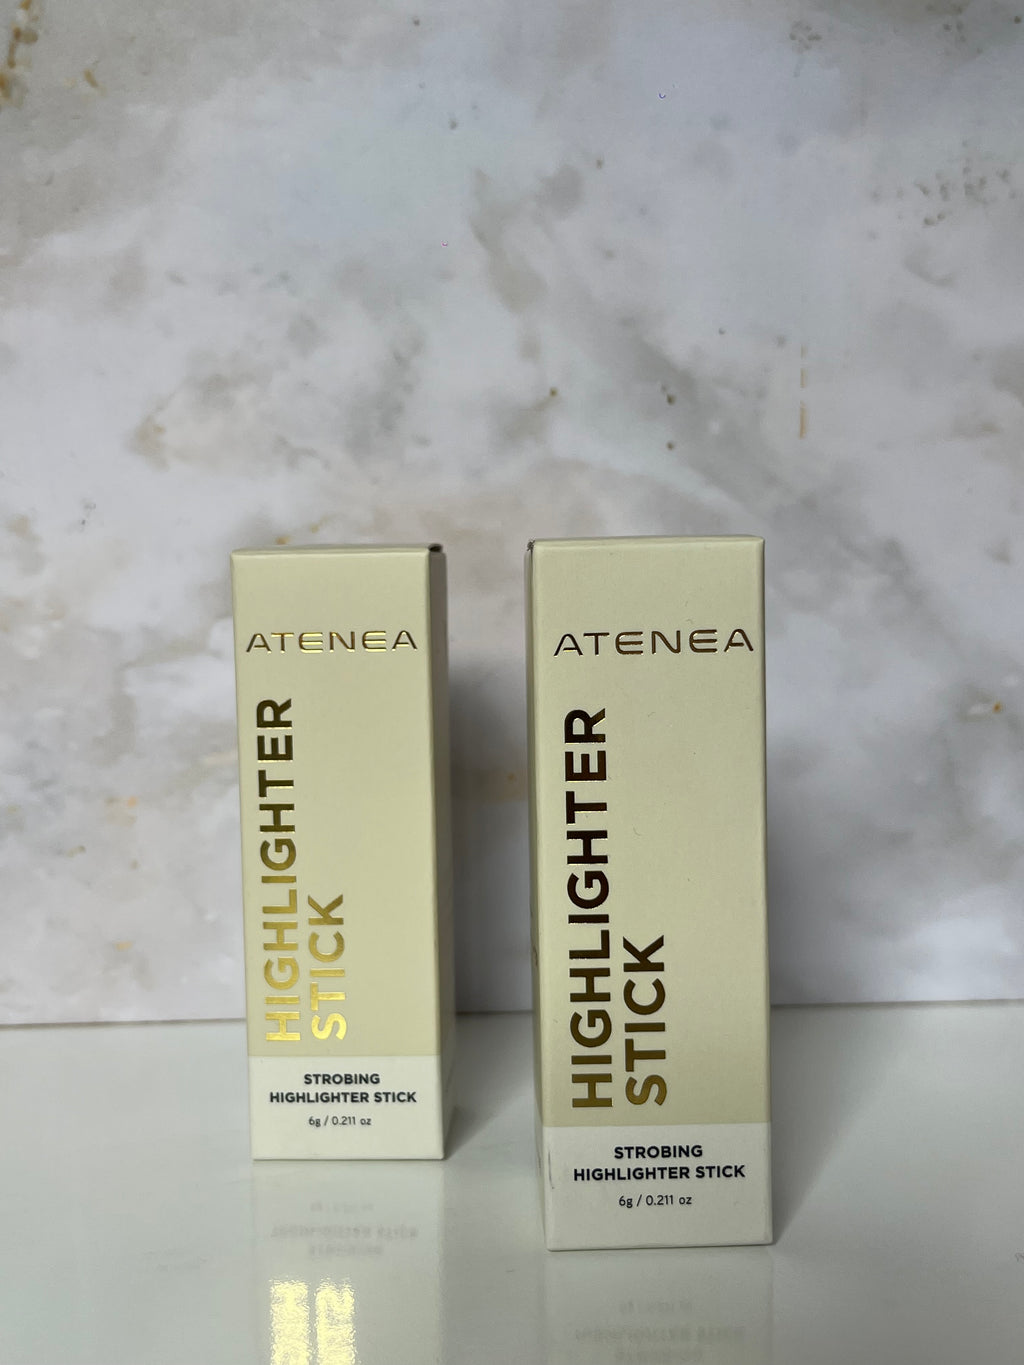 ATENEA
HIGHLIGHTER
STICK
STROBING
HIGHLIGHTER STICK
6g / 0.211 oz
ATENEA
HIGHLIGHTER
STICK
STROBING
HIGHLIGHTER STICK
6g / 0.211 oz